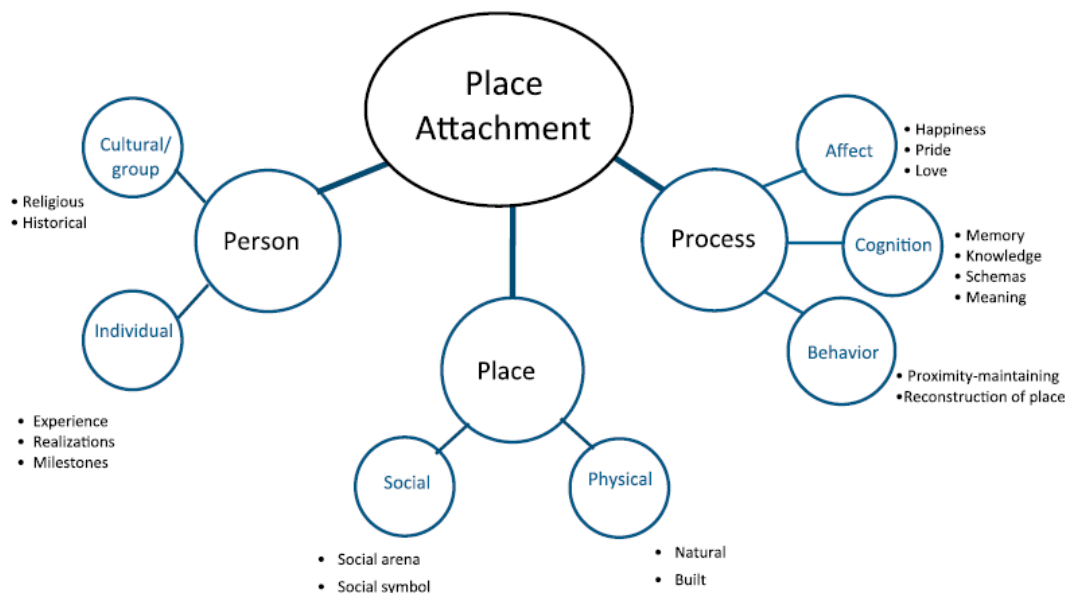 Place
Attachment
Cultural/
group
• Religious
• Historical
Person
Individual
• Experience
• Realizations
• Milestones
Place
Social
• Social arena
• Social symbol
Physical
• Natural
• Built
Process
Affect
• Happiness
• Pride
• Love
Cognition
• Memory
• Knowledge
• Schemas
• Meaning
Behavior
• Proximity-maintaining
•Reconstruction of place